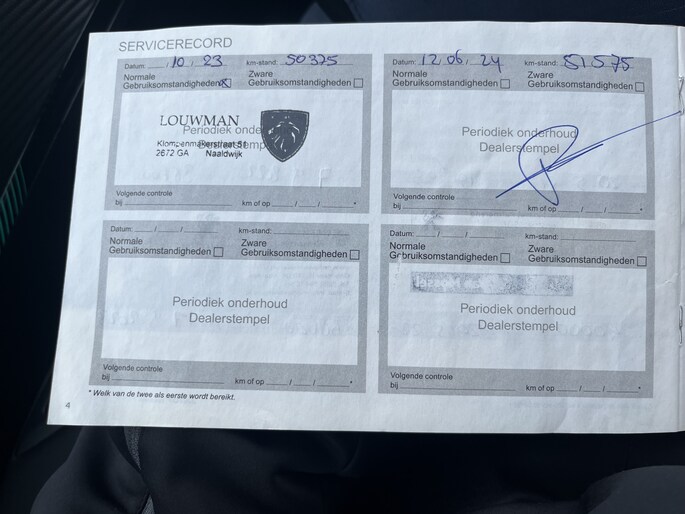 SERVICERECORD
Datum: / 10 / 23 km-stand: 50375
Normale Gebruiksomstandigheden Zware Gebruiksomstandigheden
LOUWMAN
Periodiek onderhoud
Klompenmakerstraat 51
Dealerstempel
2672 GA Naaldwijk
Volgende controle
bij km of op / / *
Datum: 12 / 06 / 24 km-stand: 81575
Normale Gebruiksomstandigheden Zware Gebruiksomstandigheden
Periodiek onderhoud
Dealerstempel
Volgende controle
bij km of op / / *
Datum: / / km-stand:
Normale Gebruiksomstandigheden Zware Gebruiksomstandigheden
Periodiek onderhoud
Dealerstempel
Volgende controle
bij km of op / / *
Datum: / / km-stand:
Normale Gebruiksomstandigheden Zware Gebruiksomstandigheden
Periodiek onderhoud
Dealerstempel
Volgende controle
bij km of op / / *
* Welk van de twee als eerste wordt bereikt.
4